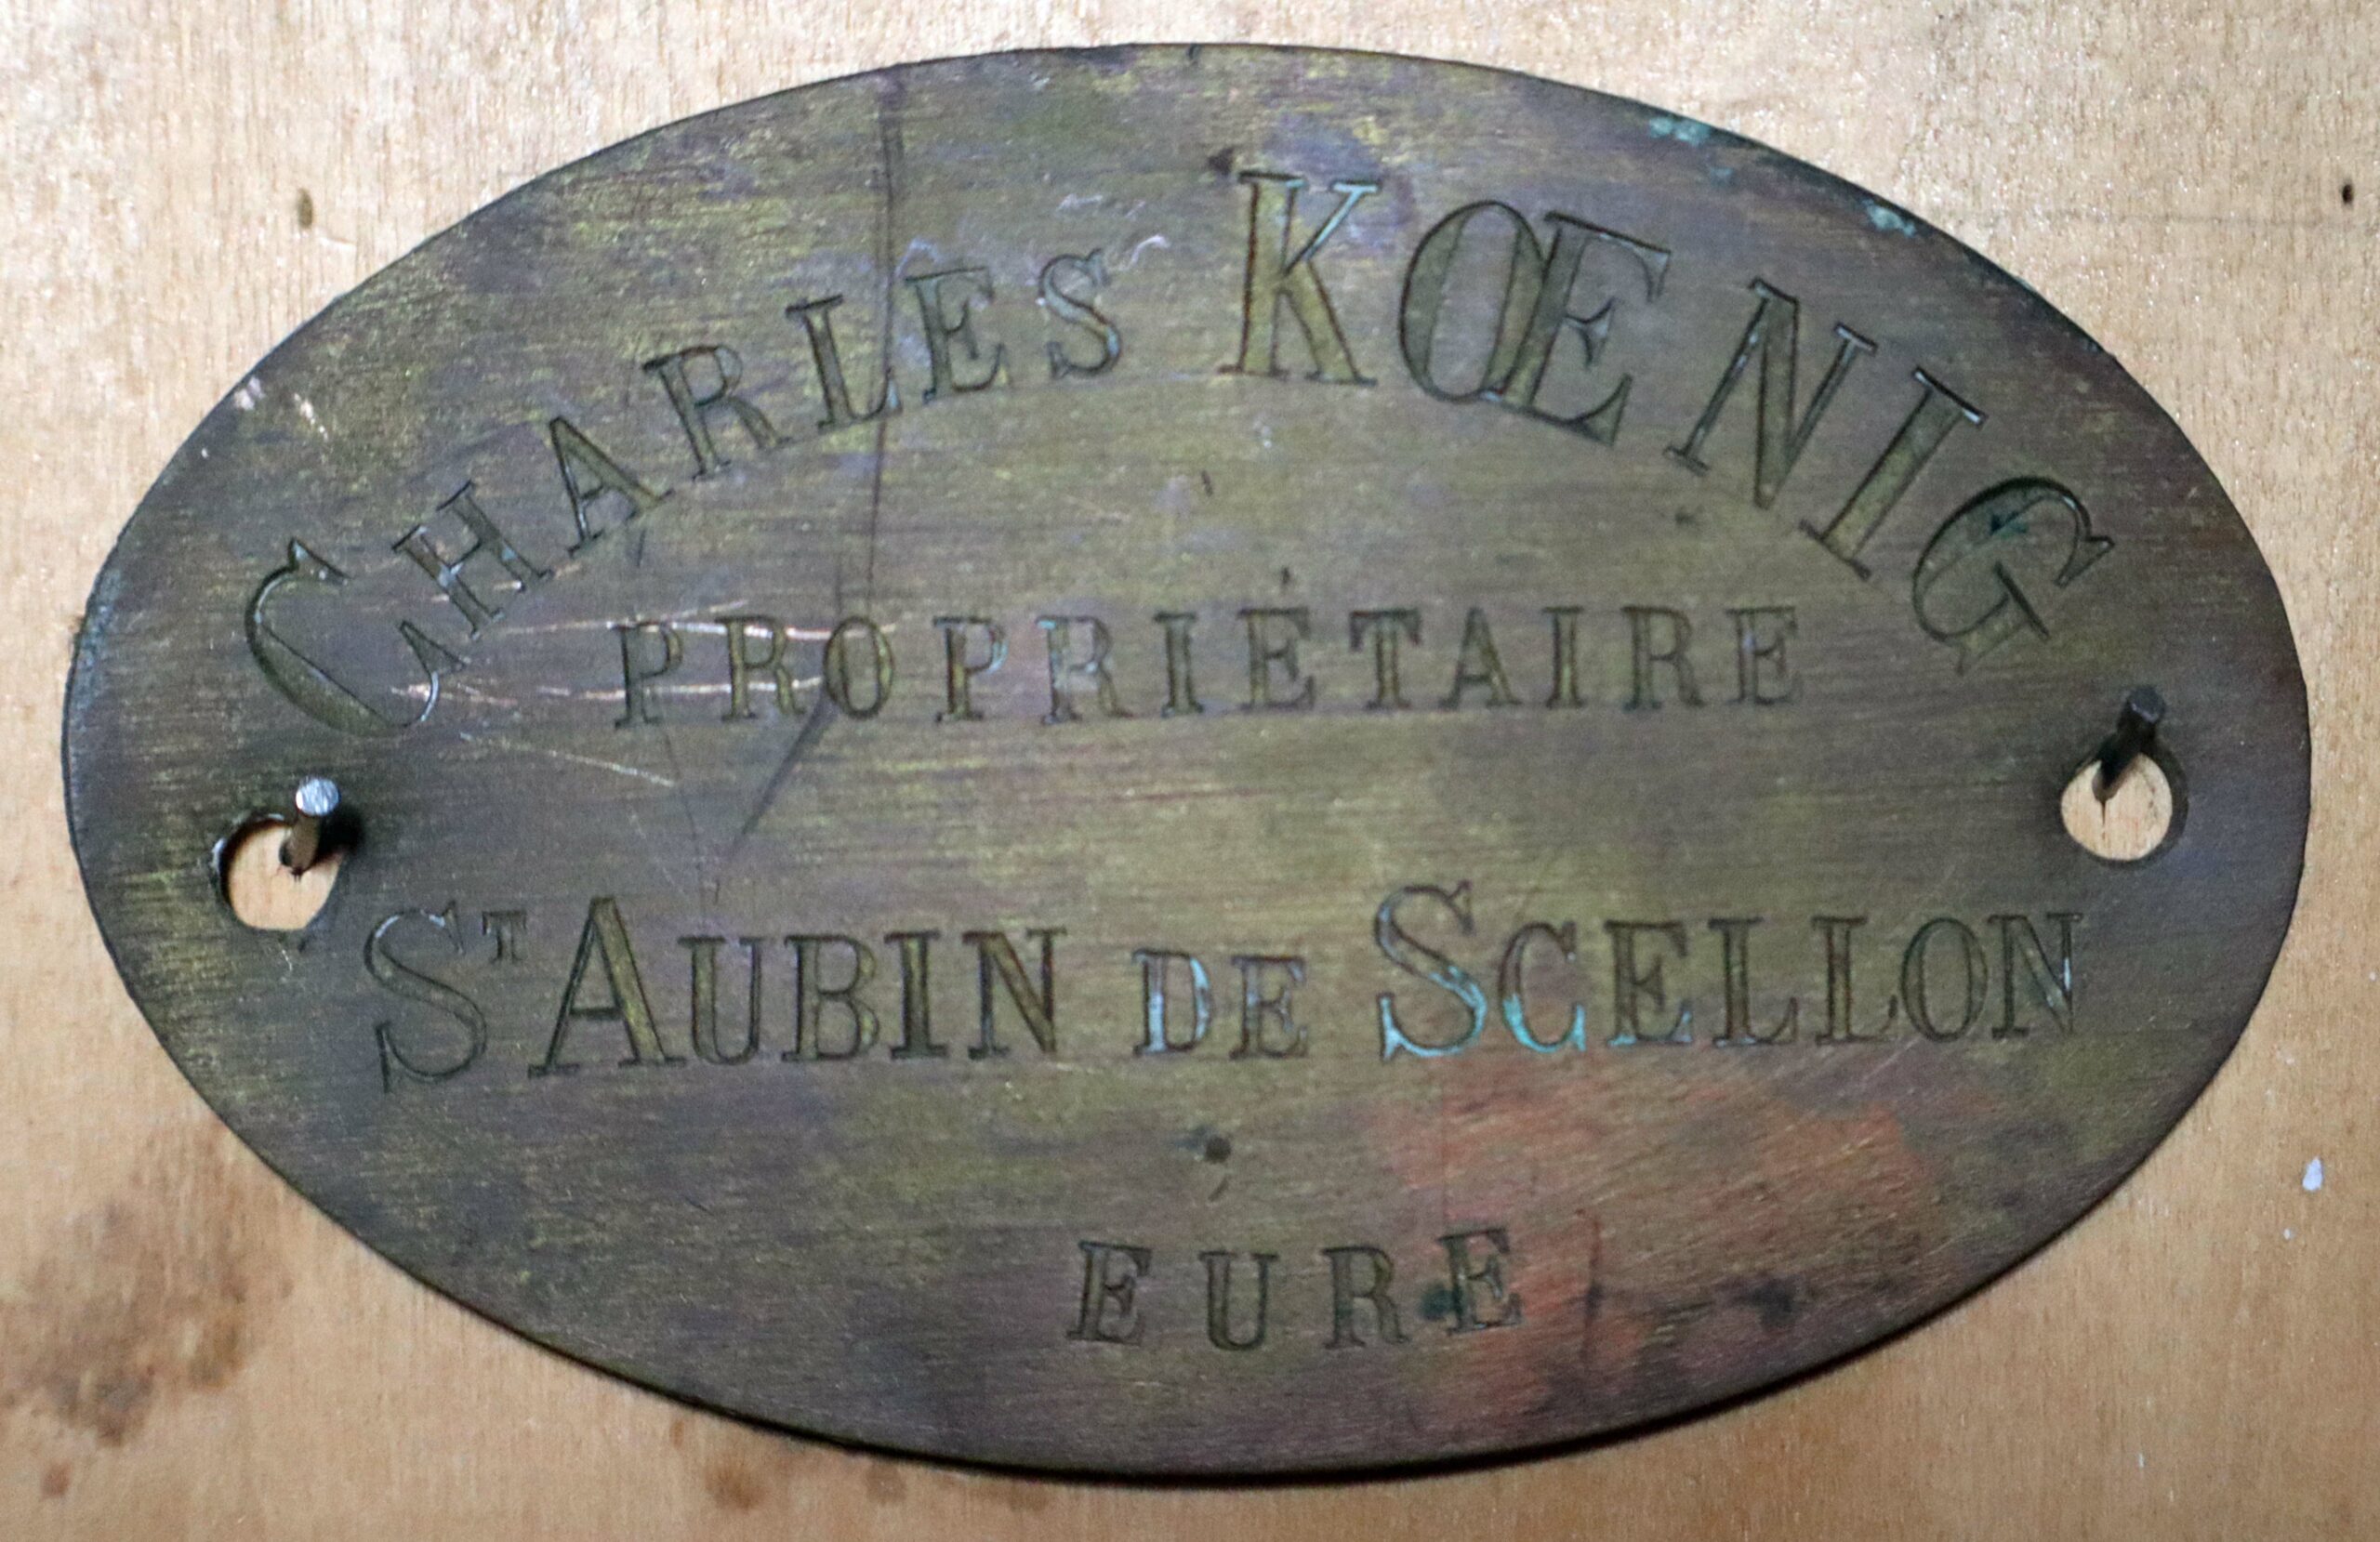 CHARLES KŒNIG
PROPRIÉTAIRE
ST AUBIN DE SCELLON
EURE